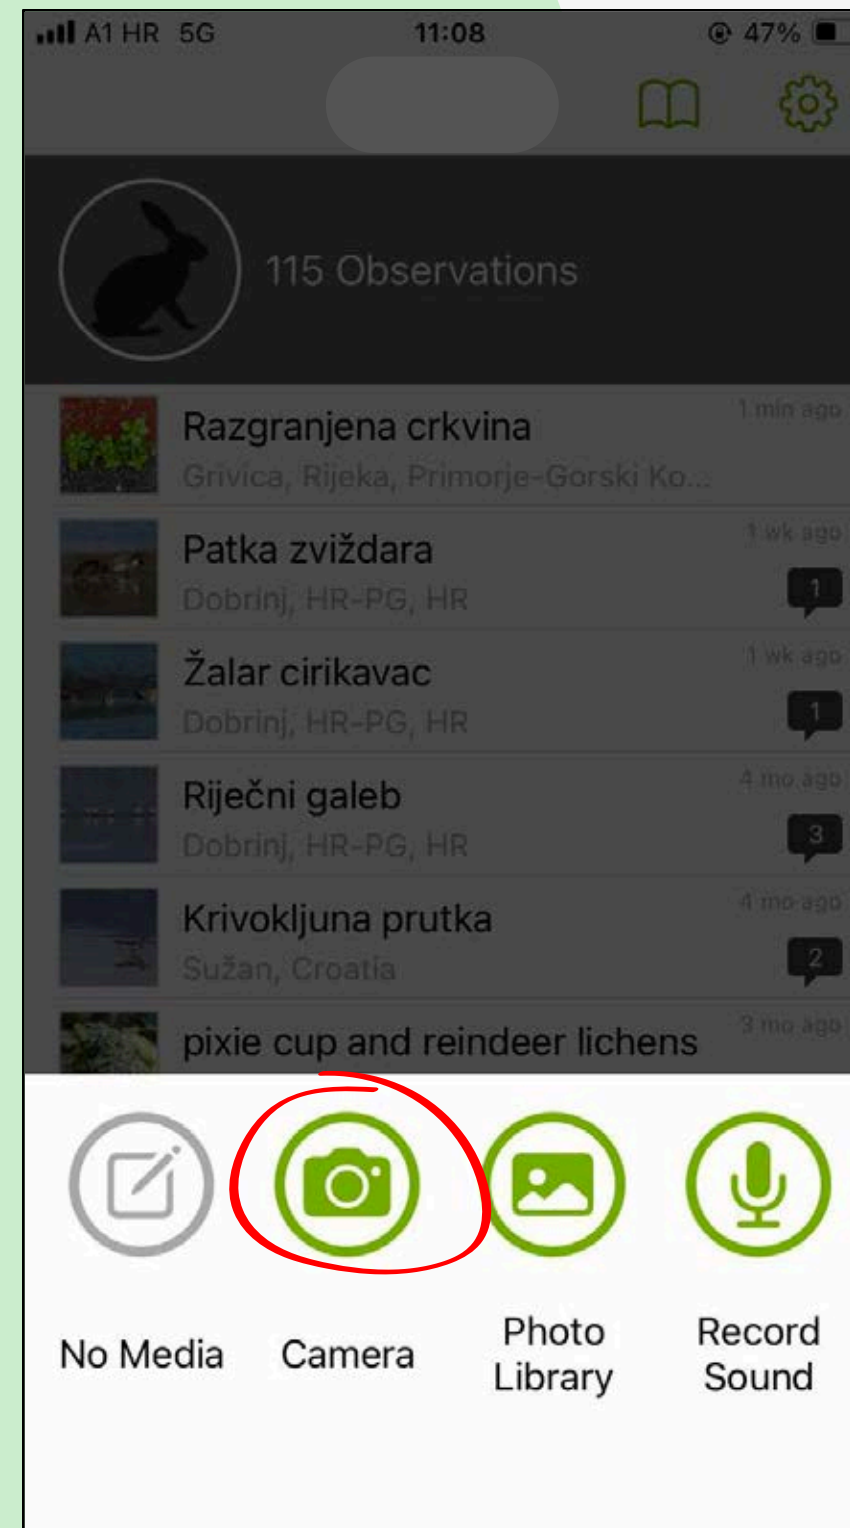 A1 HR 5G 11:08 47%
115 Observations
Razgranjena crkvina 1 min ago
Grivica, Rijeka, Primorje-Gorski Ko...
Patka zviždara 1 wk ago
Dobrinj, HR-PG, HR 1
Žalar cirikavac 1 wk ago
Dobrinj, HR-PG, HR 1
Riječni galeb 4 mo ago
Dobrinj, HR-PG, HR 3
Krivokljuna prutka 4 mo ago
Sužan, Croatia 2
pixie cup and reindeer lichens 3 mo ago
No Media
Camera
Photo
Library
Record
Sound